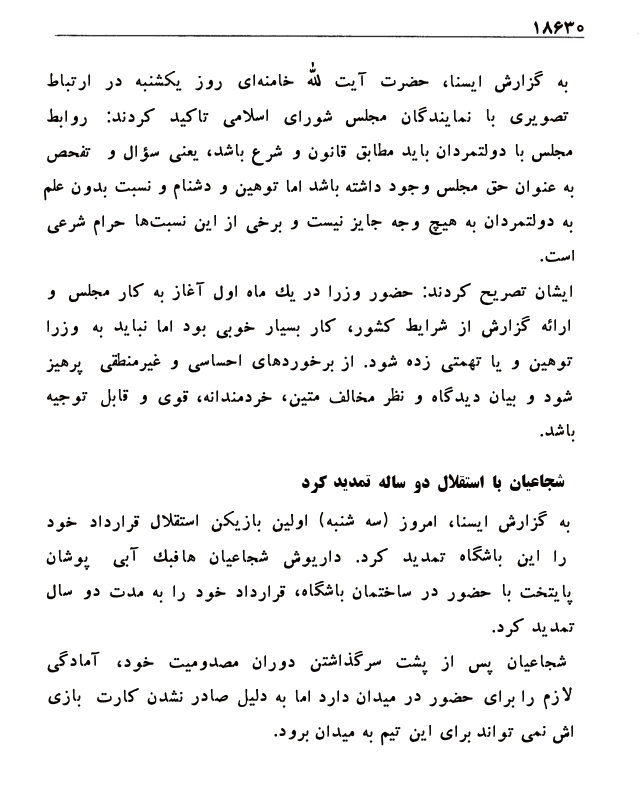 ۱۸۶۳۰
به گزارش ایسنا، حضرت آیت لله خامنه‌ای روز یکشنبه در ارتباط
تصویری با نمایندگان مجلس شورای اسلامی تاکید کردند: روابط
مجلس با دولتمردان باید مطابق قانون و شرع باشد، یعنی سؤال و تفحص
به عنوان حق مجلس وجود داشته باشد اما توهین و دشنام و نسبت بدون علم
به دولتمردان به هیچ وجه جایز نیست و برخی از این نسبت‌ها حرام شرعی
است.
ایشان تصریح کردند: حضور وزرا در یك ماه اول آغاز به کار مجلس و
ارائه گزارش از شرایط کشور، کار بسیار خوبی بود اما نباید به وزرا
توهین و یا تهمتی زده شود. از برخوردهای احساسی و غیرمنطقی پرهیز
شود و بیان دیدگاه و نظر مخالف متین، خردمندانه، قوی و قابل توجیه
باشد.
شجاعیان با استقلال دو ساله تمدید کرد
به گزارش ایسنا، امروز (سه شنبه) اولین بازیکن استقلال قرارداد خود
را این باشگاه تمدید کرد. داریوش شجاعیان هافبك آبی پوشان
پایتخت با حضور در ساختمان باشگاه، قرارداد خود را به مدت دو سال
تمدید کرد.
شجاعیان پس از پشت سرگذاشتن دوران مصدومیت خود، آمادگی
لازم را برای حضور در میدان دارد اما به دلیل صادر نشدن کارت بازی
اش نمی تواند برای این تیم به میدان برود.